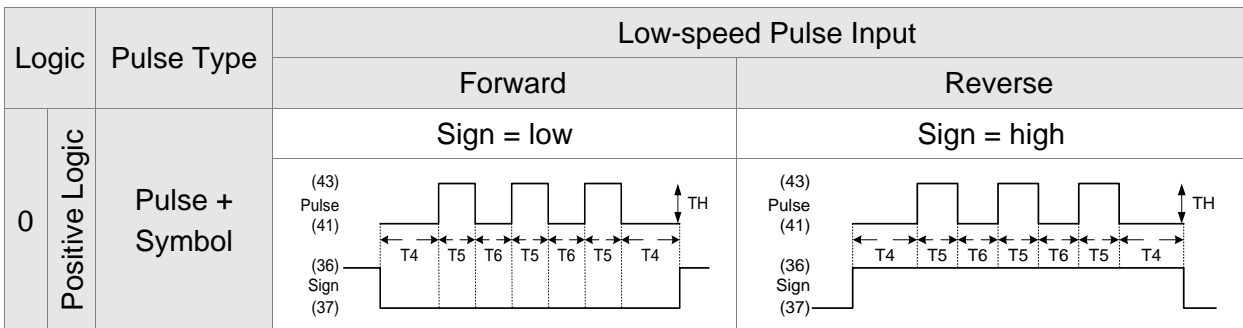 Logic
Pulse Type
Low-speed Pulse Input
Forward
Reverse
0
Positive Logic
Pulse +
Symbol
Sign = low
Sign = high
(43)
Pulse
(41)
TH
T4 T5 T6 T5 T6 T5 T4
(36)
Sign
(37)
(43)
Pulse
(41)
TH
T4 T5 T6 T5 T6 T5 T4
(36)
Sign
(37)